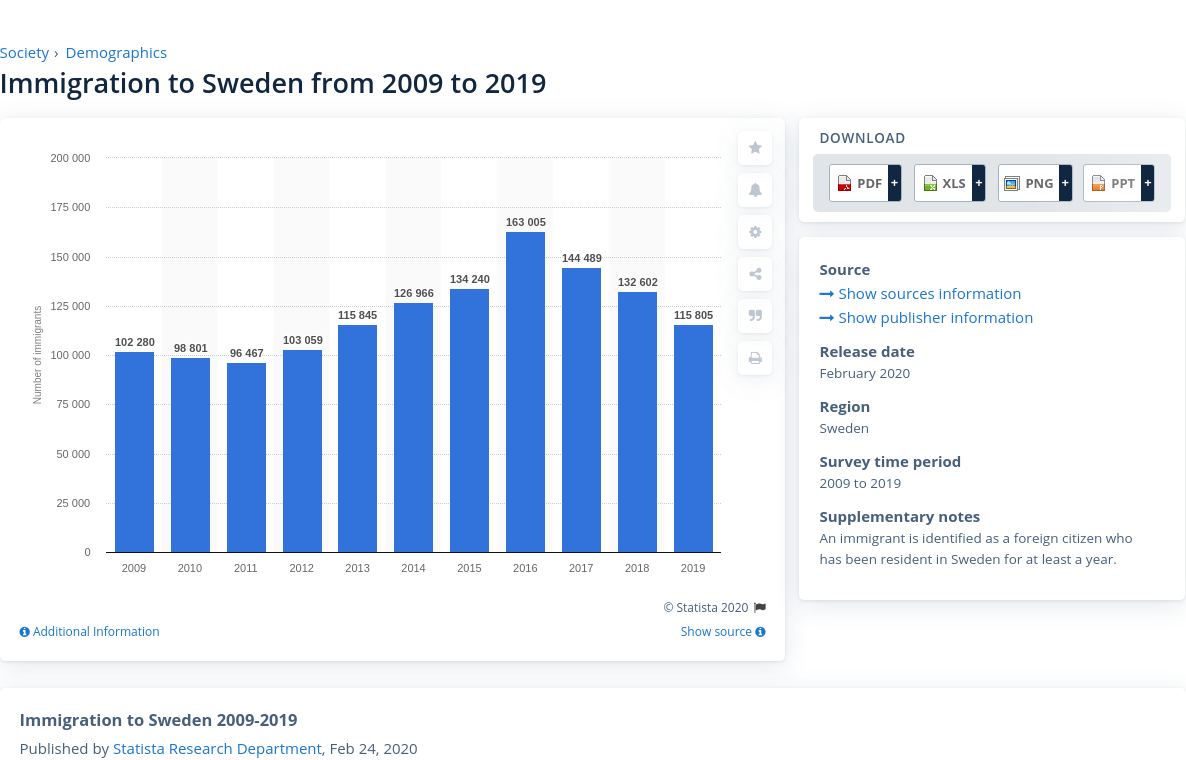 Society › Demographics
Immigration to Sweden from 2009 to 2019
200 000
175 000
150 000
125 000
100 000
75 000
50 000
25 000
0
Number of immigrants
102 280
98 801
96 467
103 059
115 845
126 966
134 240
163 005
144 489
132 602
115 805
2009
2010
2011
2012
2013
2014
2015
2016
2017
2018
2019
© Statista 2020
Additional Information
Show source
DOWNLOAD
PDF +
XLS +
PNG +
PPT +
Source
Show sources information
Show publisher information
Release date
February 2020
Region
Sweden
Survey time period
2009 to 2019
Supplementary notes
An immigrant is identified as a foreign citizen who
has been resident in Sweden for at least a year.
Immigration to Sweden 2009-2019
Published by Statista Research Department, Feb 24, 2020